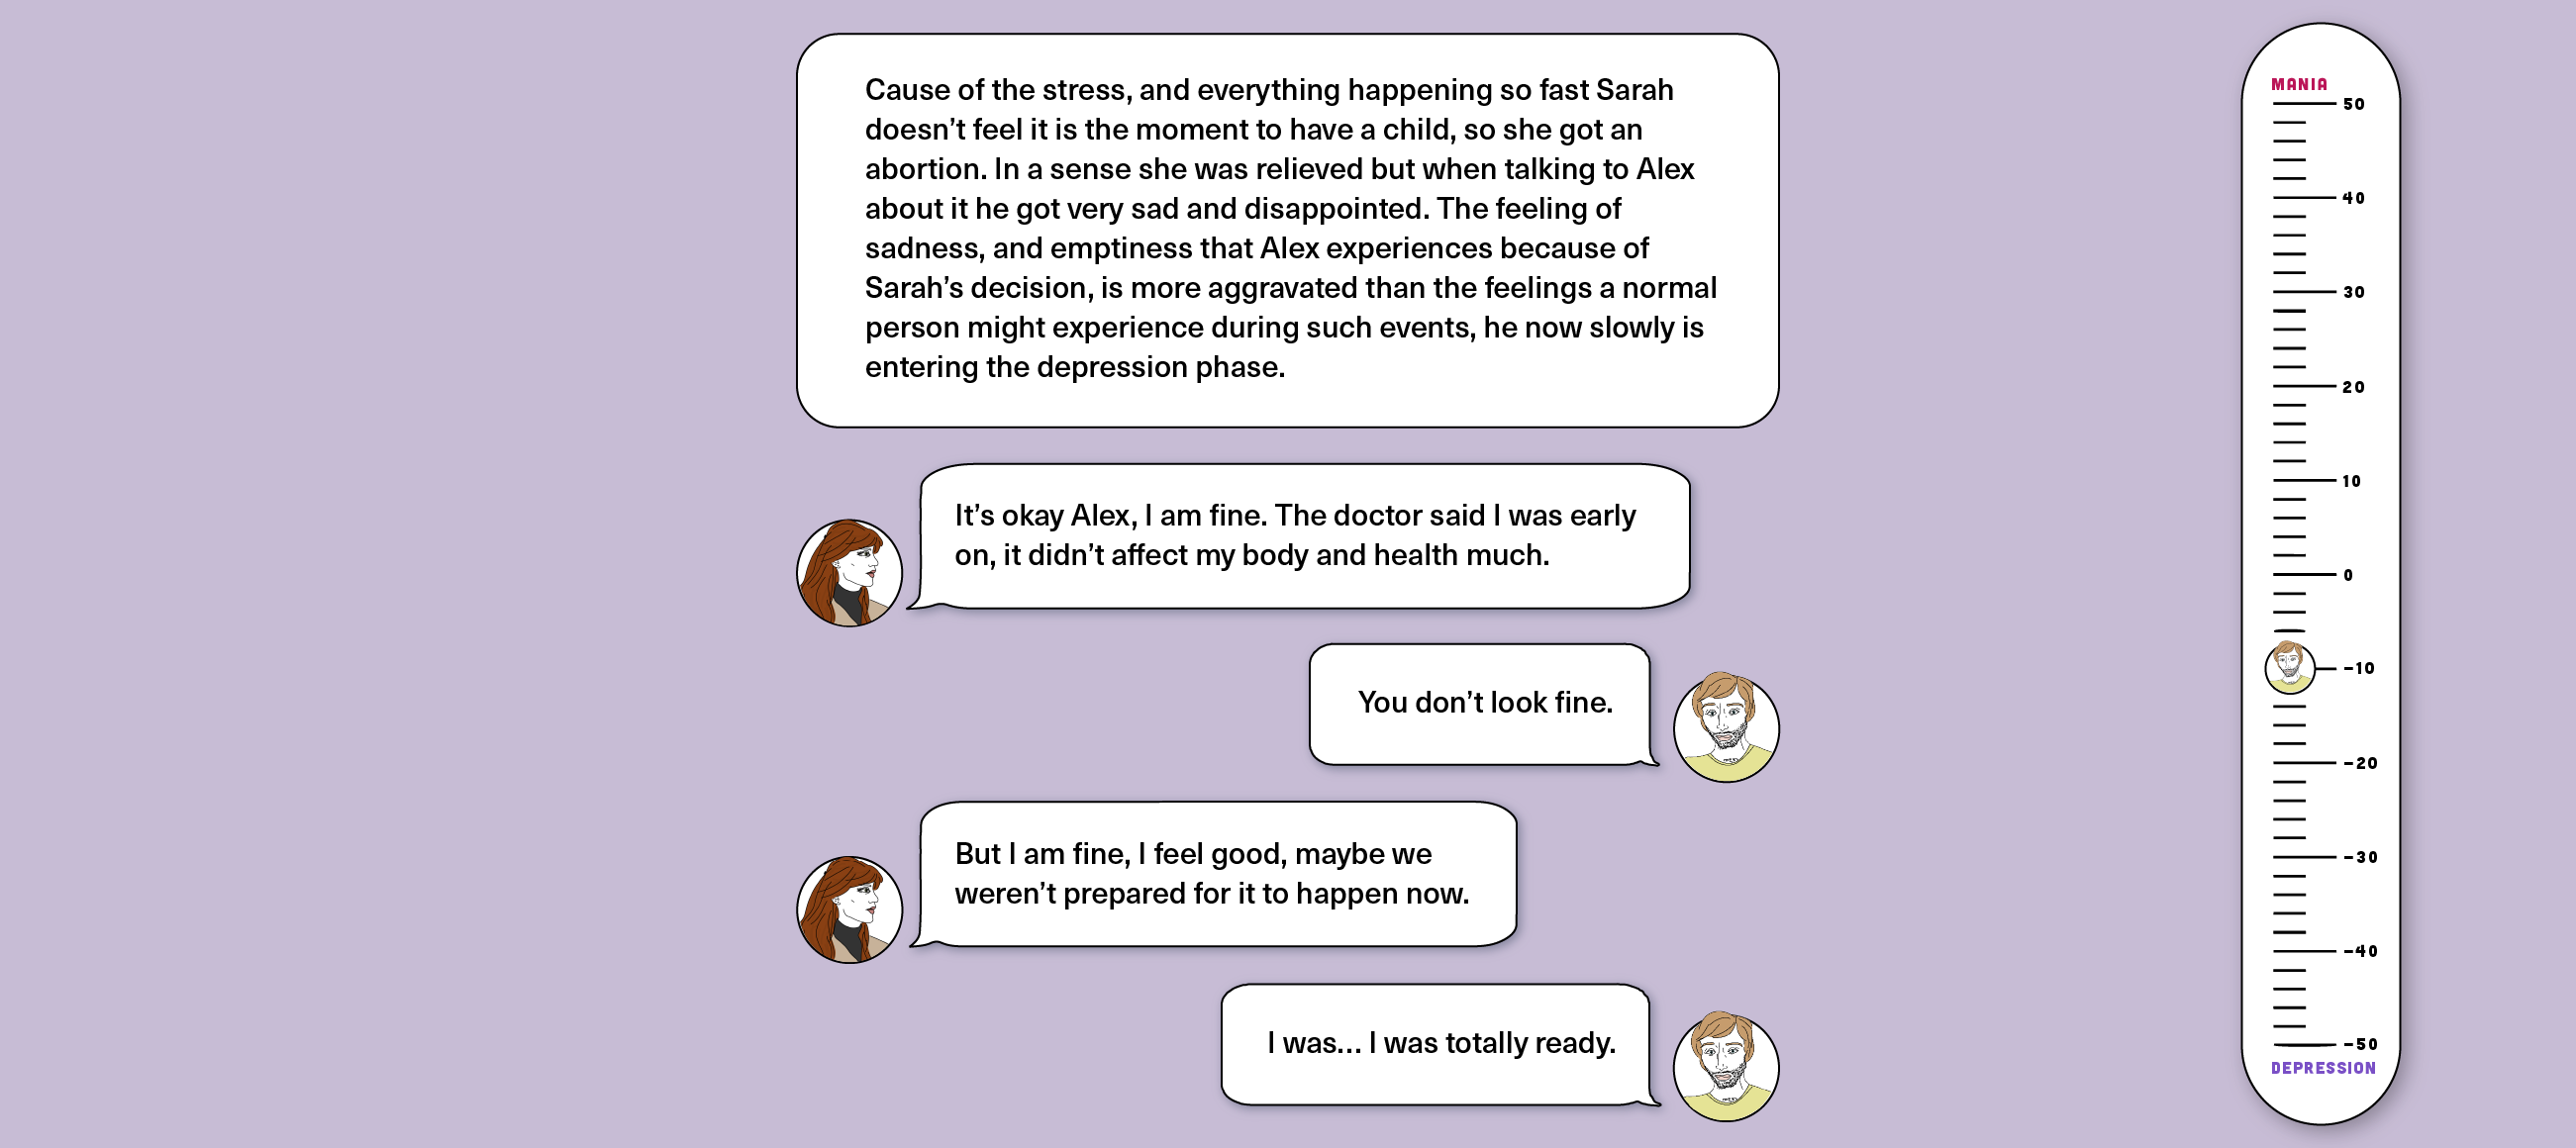 Cause of the stress, and everything happening so fast Sarah
doesn’t feel it is the moment to have a child, so she got an
abortion. In a sense she was relieved but when talking to Alex
about it he got very sad and disappointed. The feeling of
sadness, and emptiness that Alex experiences because of
Sarah’s decision, is more aggravated than the feelings a normal
person might experience during such events, he now slowly is
entering the depression phase.
It’s okay Alex, I am fine. The doctor said I was early
on, it didn’t affect my body and health much.
You don’t look fine.
But I am fine, I feel good, maybe we
weren’t prepared for it to happen now.
I was... I was totally ready.
MANIA
50
40
30
20
10
0
-10
-20
-30
-40
-50
DEPRESSION